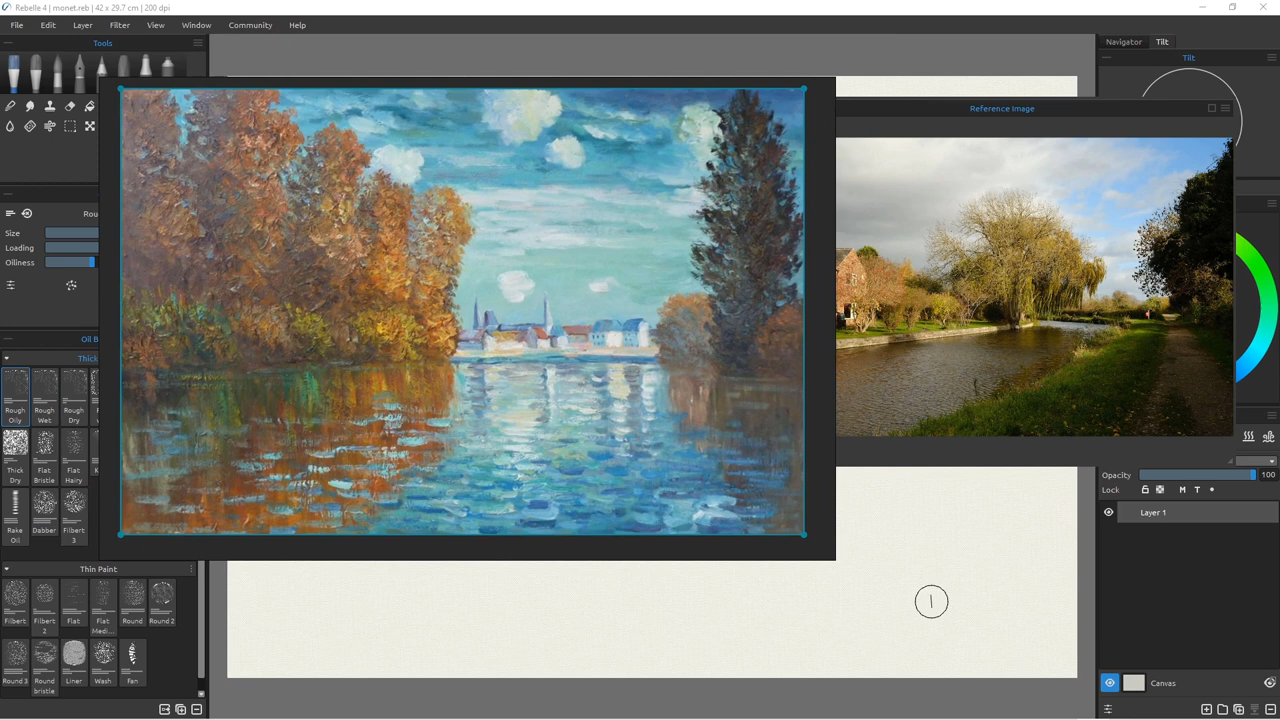 Rebelle 4 | monet.reb | 42 x 29.7 cm | 200 dpi
File Edit Layer Filter View Window Community Help
Tools
Navigator Tilt
Tilt
Reference Image
Rou
Size
Loading
Oiliness
Oil B
Thick
Rough Oily
Rough Wet
Rough Dry
Thick Dry
Flat Bristle
Flat Hairy
K
Rake Oil
Dabber
Filbert 3
Thin Paint
Filbert
Filbert 2
Flat
Flat Medi...
Round
Round 2
Round 3
Round bristle
Liner
Wash
Fan
Opacity 100
Lock M T
Layer 1
Canvas